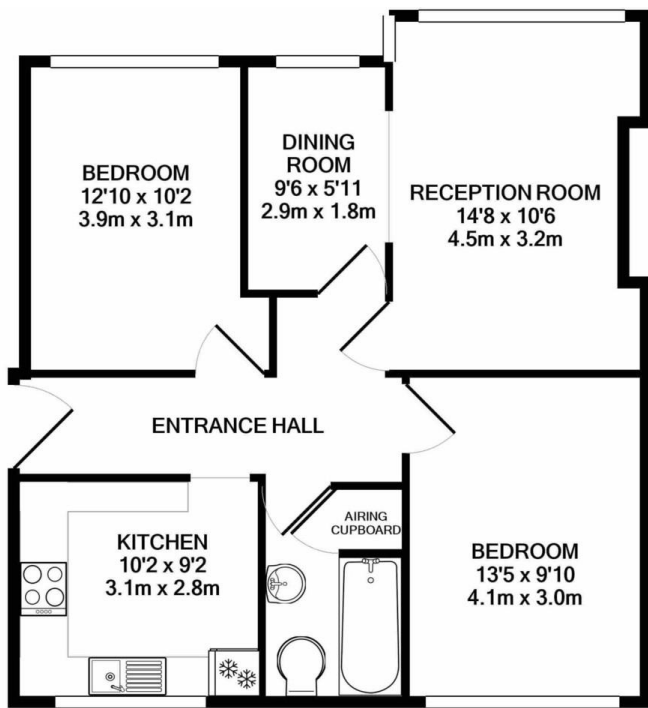 BEDROOM
12'10 x 10'2
3.9m x 3.1m
DINING
ROOM
9'6 x 5'11
2.9m x 1.8m
RECEPTION ROOM
14'8 x 10'6
4.5m x 3.2m
ENTRANCE HALL
KITCHEN
10'2 x 9'2
3.1m x 2.8m
AIRING
CUPBOARD
BEDROOM
13'5 x 9'10
4.1m x 3.0m